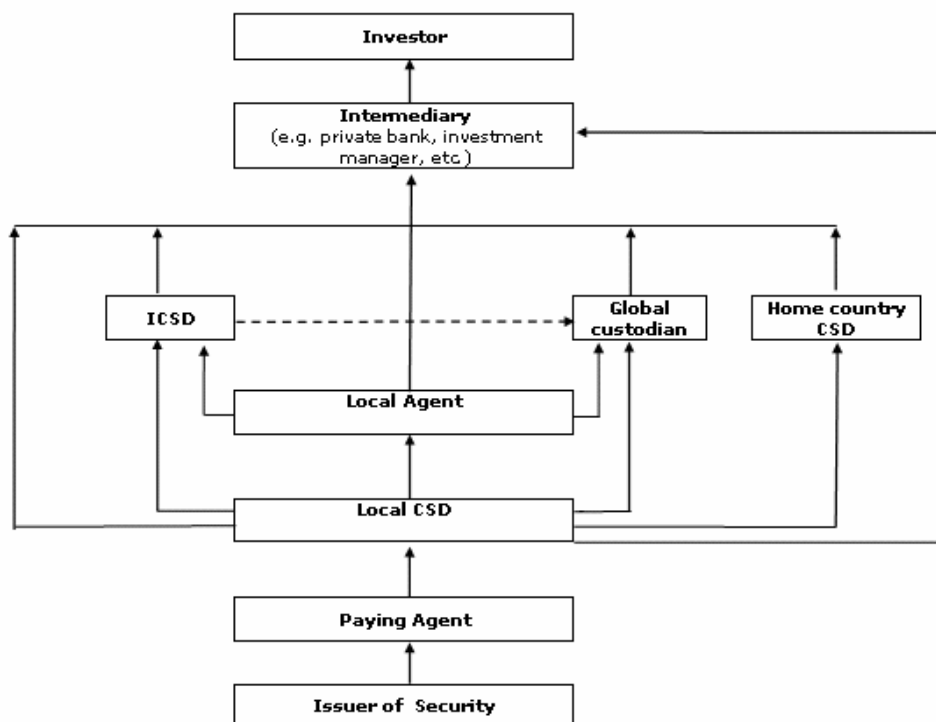 Investor
Intermediary
(e.g. private bank, investment
manager, etc.)
ICSD
Global
custodian
Home country
CSD
Local Agent
Local CSD
Paying Agent
Issuer of Security